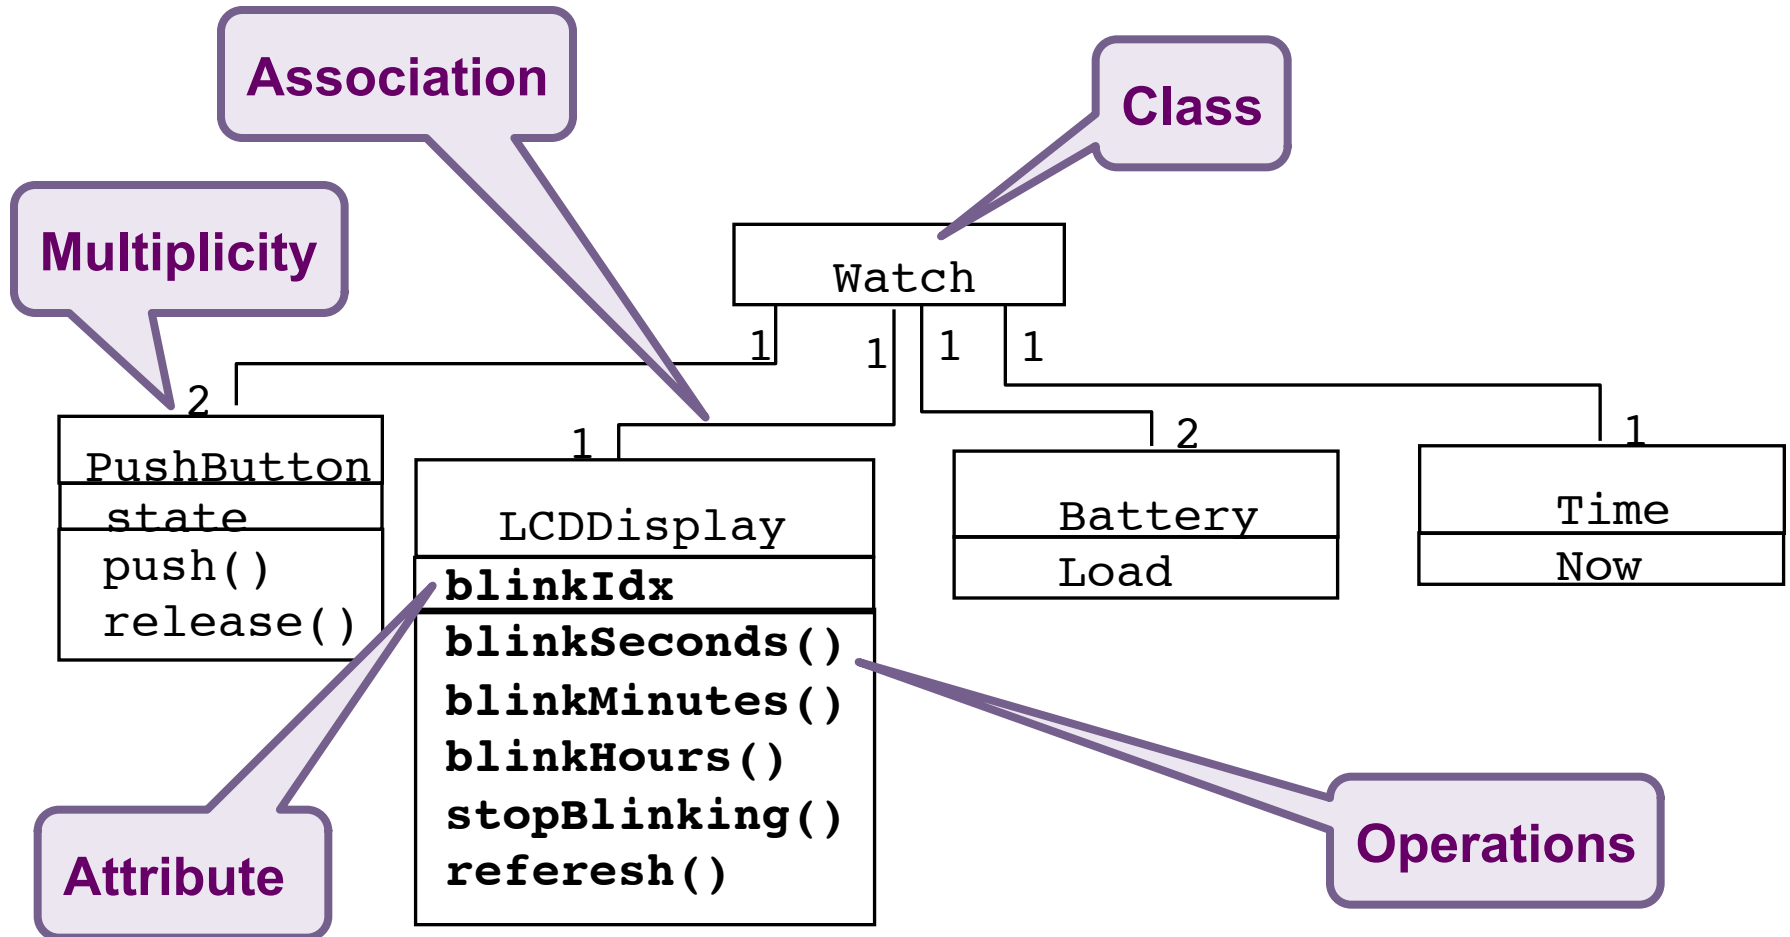 Association
Class
Multiplicity
Watch
1
1
1
1
2
1
2
1
PushButton
state
push()
release()
LCDDisplay
blinkIdx
blinkSeconds()
blinkMinutes()
blinkHours()
stopBlinking()
referesh()
Battery
Load
Time
Now
Attribute
Operations